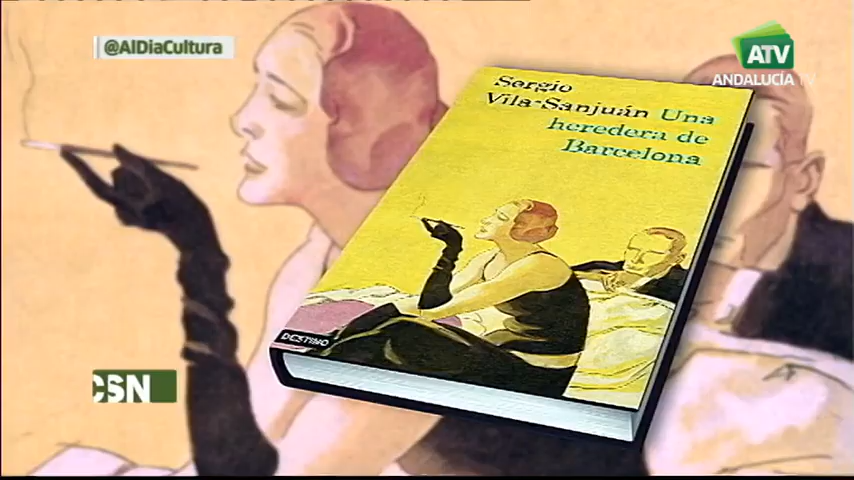 @AlDiaCultura
ATV
ANDALUCÍA TV
Sergio
Vila-Sanjuán Una
heredera de
Barcelona
DESTINO
CSN